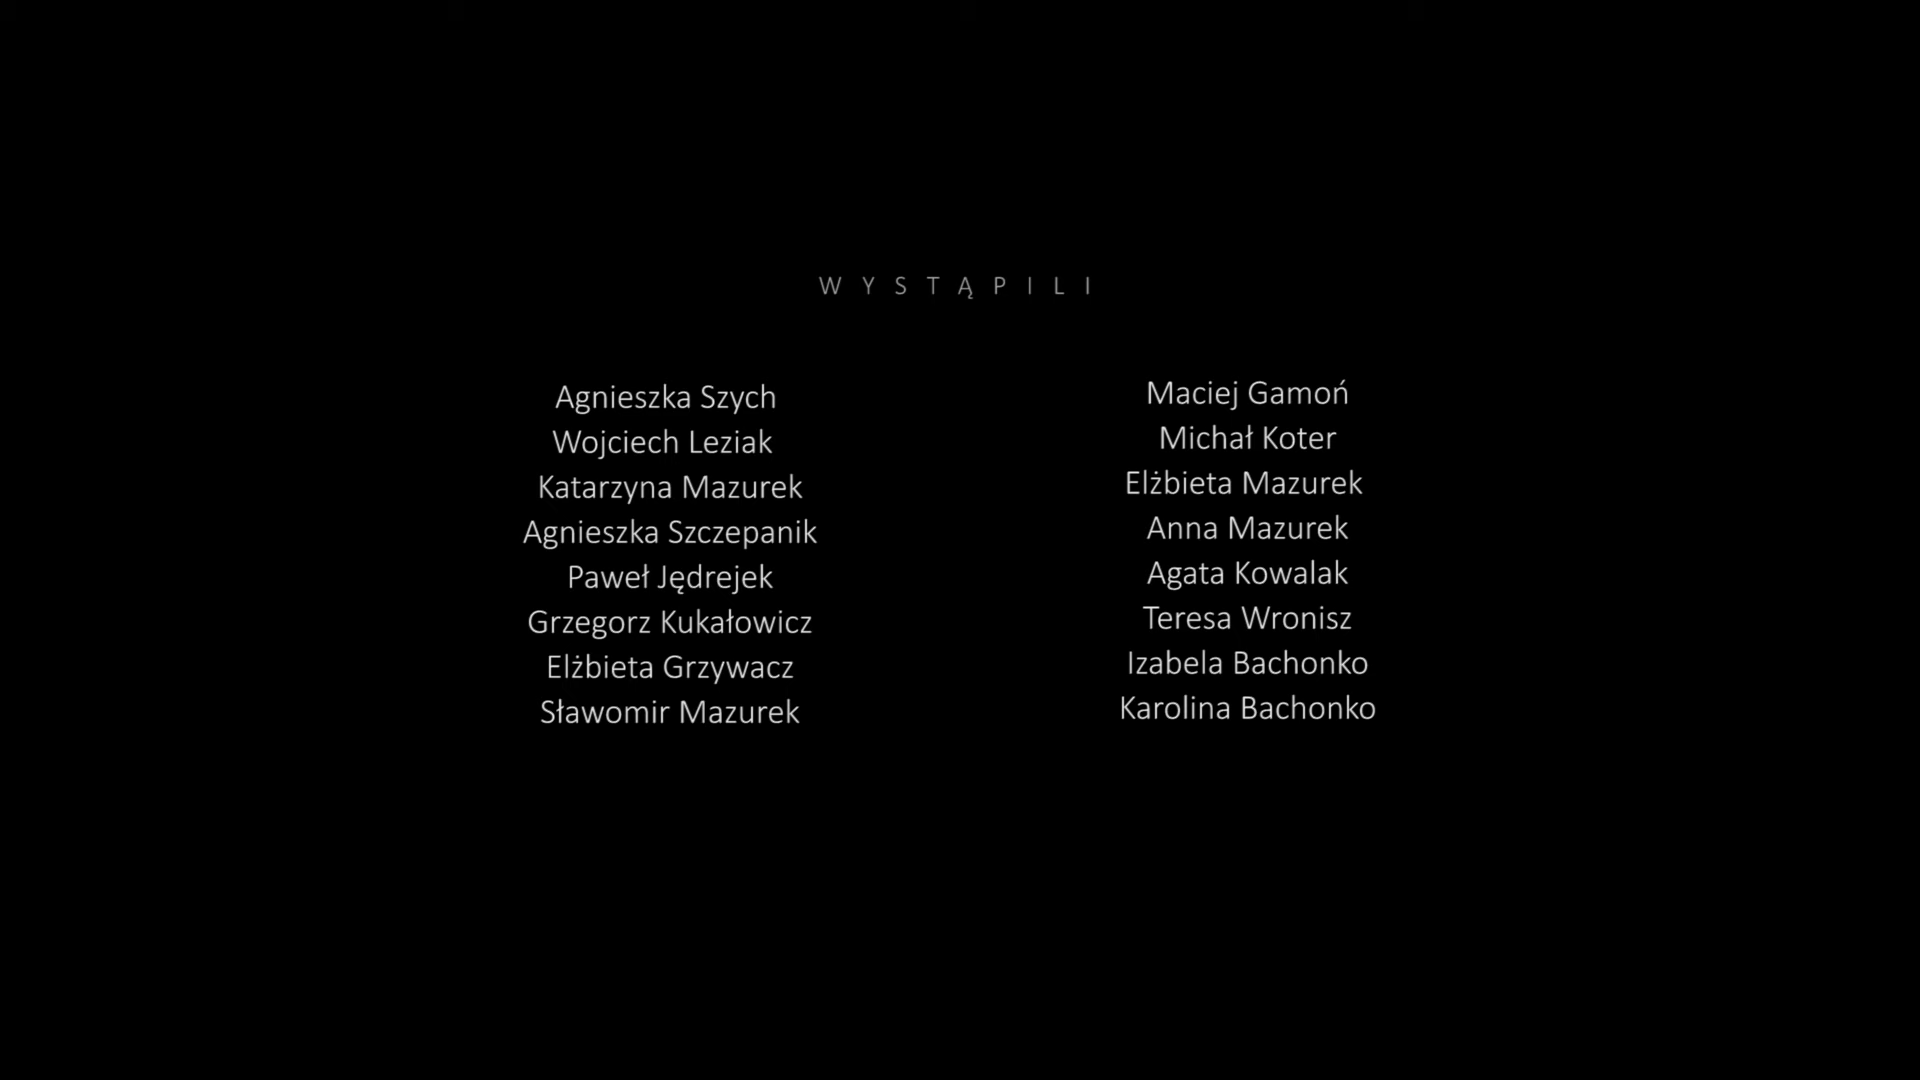 WYSTĄPILI
Agnieszka Szych
Wojciech Leziak
Katarzyna Mazurek
Agnieszka Szczepanik
Paweł Jędrejek
Grzegorz Kukałowicz
Elżbieta Grzywacz
Sławomir Mazurek
Maciej Gamoń
Michał Koter
Elżbieta Mazurek
Anna Mazurek
Agata Kowalak
Teresa Wronisz
Izabela Bachonko
Karolina Bachonko